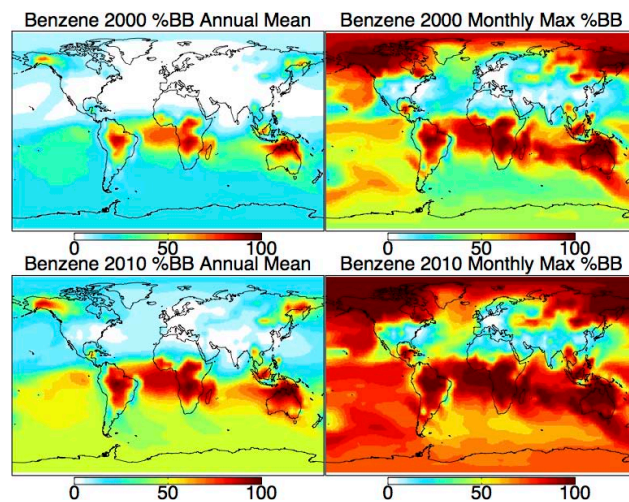 Benzene 2000 %BB Annual Mean
Benzene 2000 Monthly Max %BB
0 50 100
0 50 100
Benzene 2010 %BB Annual Mean
Benzene 2010 Monthly Max %BB
0 50 100
0 50 100